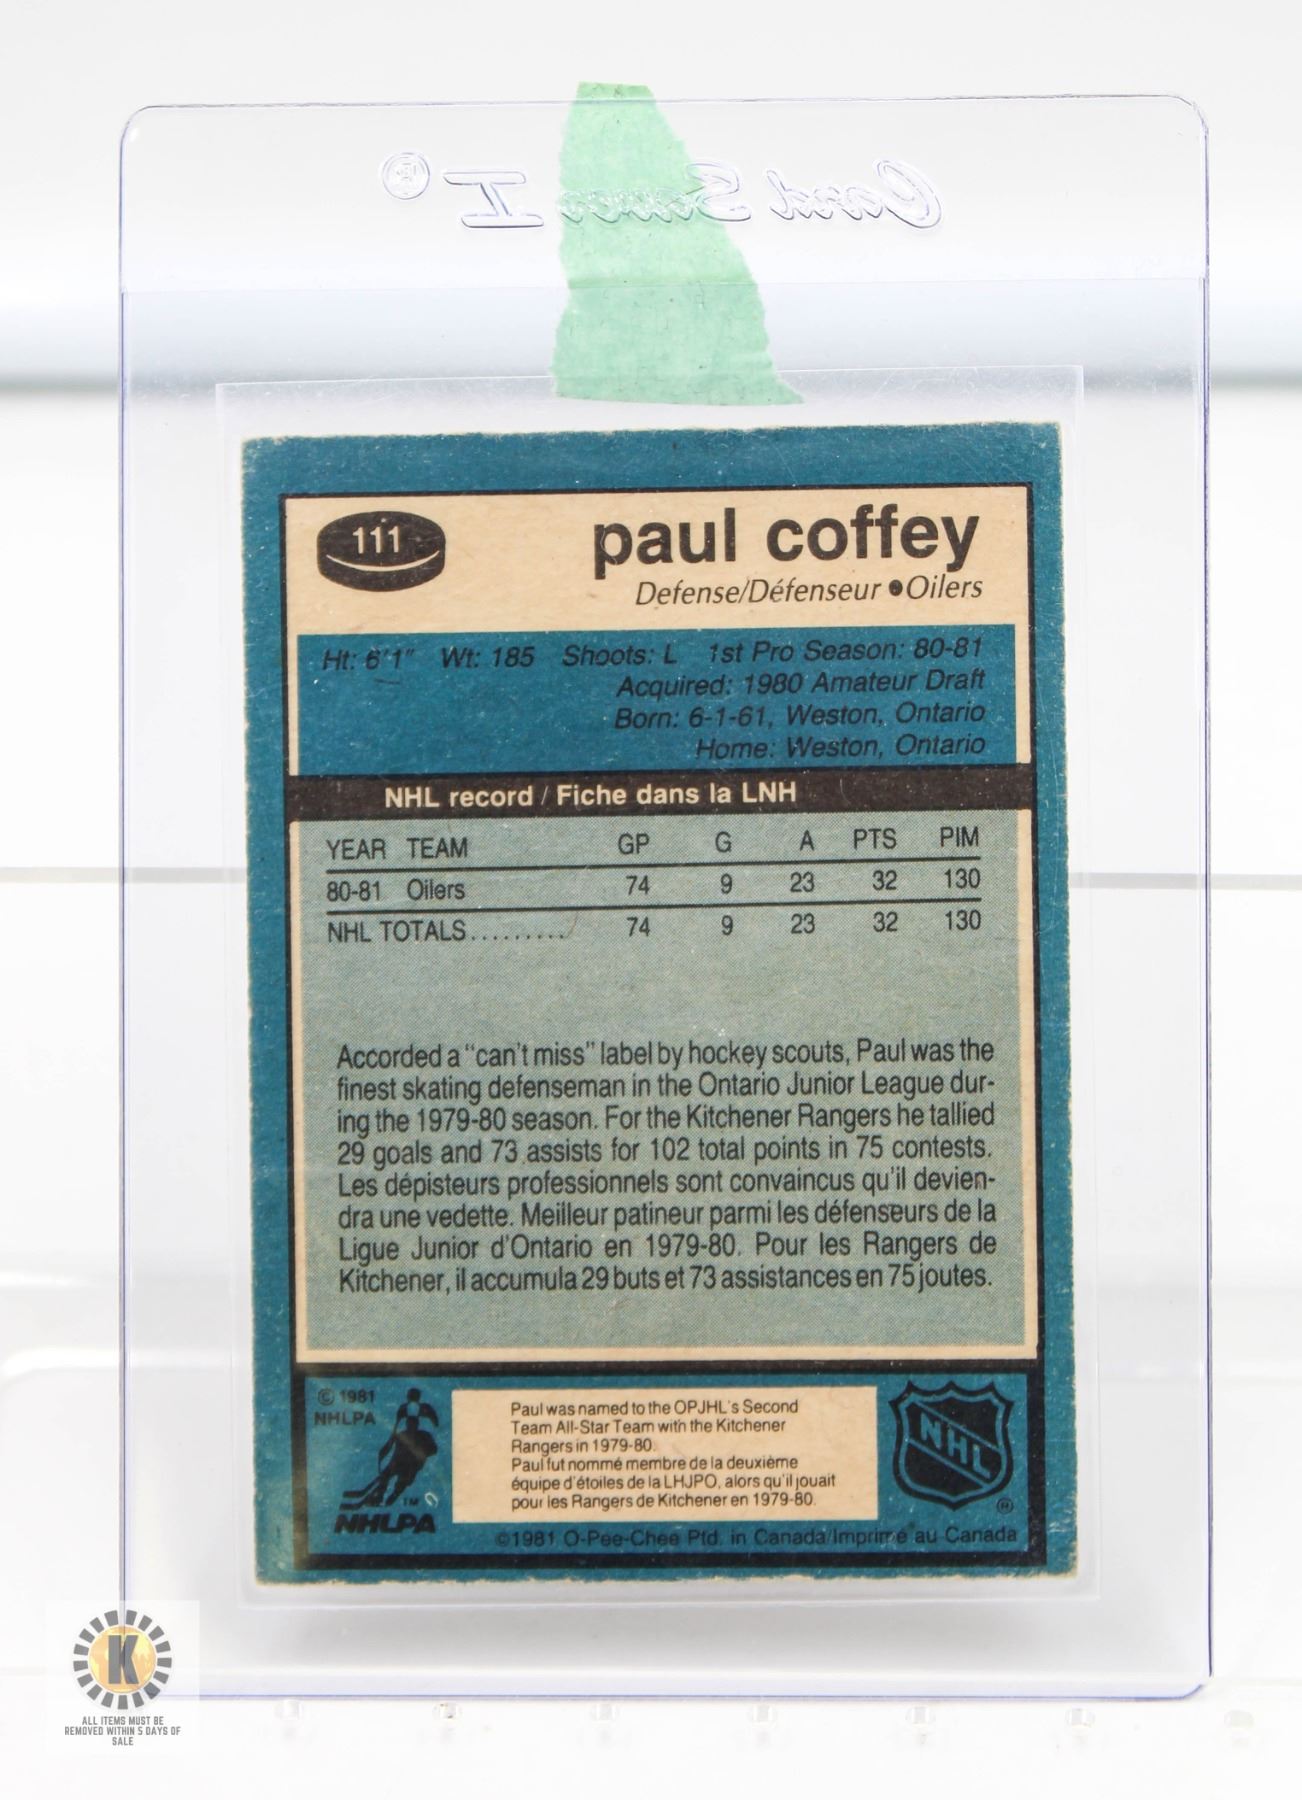 Card Saver I®
111
paul coffey
Defense/Défenseur ● Oilers
Ht: 6'1" Wt: 185 Shoots: L 1st Pro Season: 80-81
Acquired: 1980 Amateur Draft
Born: 6-1-61, Weston, Ontario
Home: Weston, Ontario
NHL record / Fiche dans la LNH
YEAR TEAM GP G A PTS PIM
80-81 Oilers 74 9 23 32 130
NHL TOTALS......... 74 9 23 32 130
Accorded a "can't miss" label by hockey scouts, Paul was the
finest skating defenseman in the Ontario Junior League dur-
ing the 1979-80 season. For the Kitchener Rangers he tallied
29 goals and 73 assists for 102 total points in 75 contests.
Les dépisteurs professionnels sont convaincus qu'il devien-
dra une vedette. Meilleur patineur parmi les défenseurs de la
Ligue Junior d'Ontario en 1979-80. Pour les Rangers de
Kitchener, il accumula 29 buts et 73 assistances en 75 joutes.
© 1981
NHLPA
TM
NHLPA
Paul was named to the OPJHL's Second
Team All-Star Team with the Kitchener
Rangers in 1979-80.
Paul fut nommé membre de la deuxième
équipe d'étoiles de la LHJPO, alors qu'il jouait
pour les Rangers de Kitchener en 1979-80.
NHL
®
©1981 O-Pee-Chee Ptd. in Canada/Imprimé au Canada
K
ALL ITEMS MUST BE
REMOVED WITHIN 5 DAYS OF
SALE